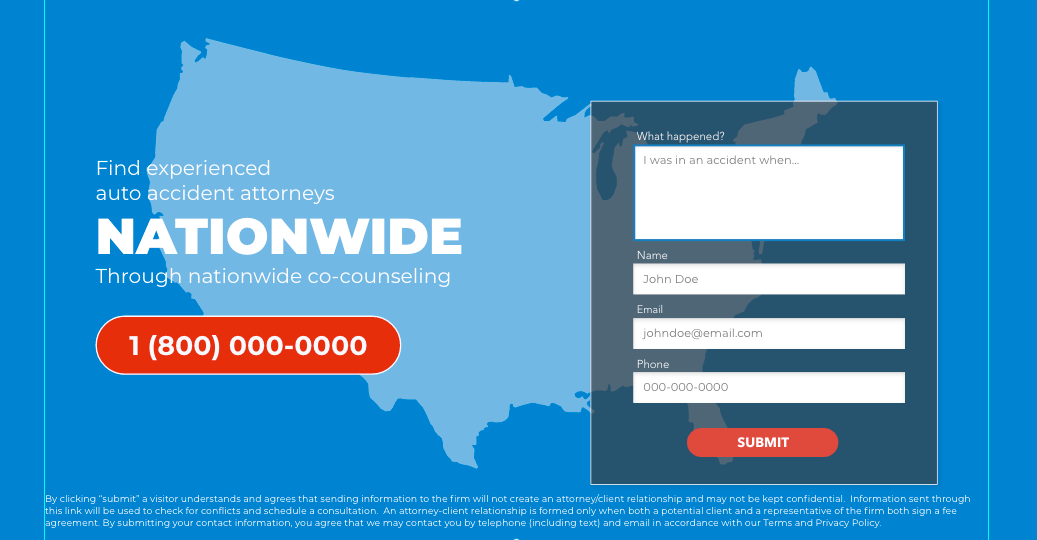 Find experienced
auto accident attorneys
NATIONWIDE
Through nationwide co-counseling
1 (800) 000-0000
What happened?
I was in an accident when...
Name
John Doe
Email
johndoe@email.com
Phone
000-000-0000
SUBMIT
By clicking "submit" a visitor understands and agrees that sending information to the firm will not create an attorney/client relationship and may not be kept confidential.  Information sent through
this link will be used to check for conflicts and schedule a consultation.  An attorney-client relationship is formed only when both a potential client and a representative of the firm both sign a fee
agreement. By submitting your contact information, you agree that we may contact you by telephone (including text) and email in accordance with our Terms and Privacy Policy.